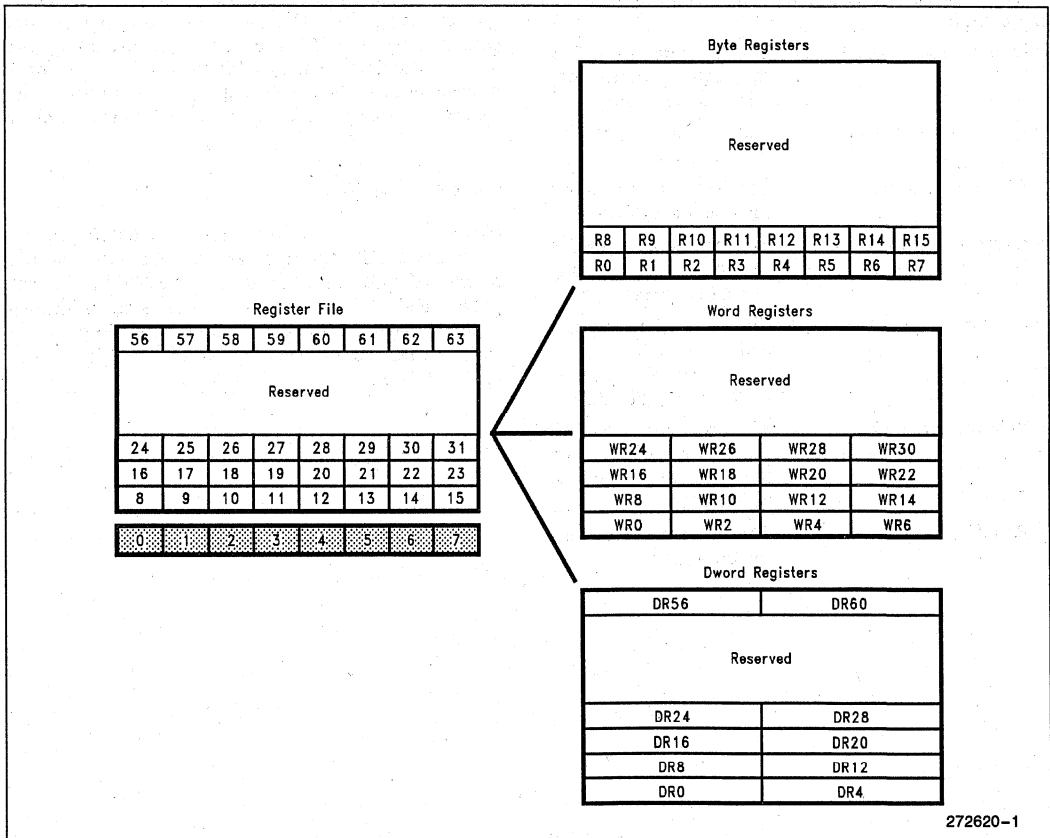 Byte Registers
Reserved
R8 R9 R10 R11 R12 R13 R14 R15
R0 R1 R2 R3 R4 R5 R6 R7
Register File
56 57 58 59 60 61 62 63
Reserved
24 25 26 27 28 29 30 31
16 17 18 19 20 21 22 23
8 9 10 11 12 13 14 15
0 1 2 3 4 5 6 7
Word Registers
Reserved
WR24 WR26 WR28 WR30
WR16 WR18 WR20 WR22
WR8 WR10 WR12 WR14
WR0 WR2 WR4 WR6
Dword Registers
DR56 DR60
Reserved
DR24 DR28
DR16 DR20
DR8 DR12
DR0 DR4
272620-1